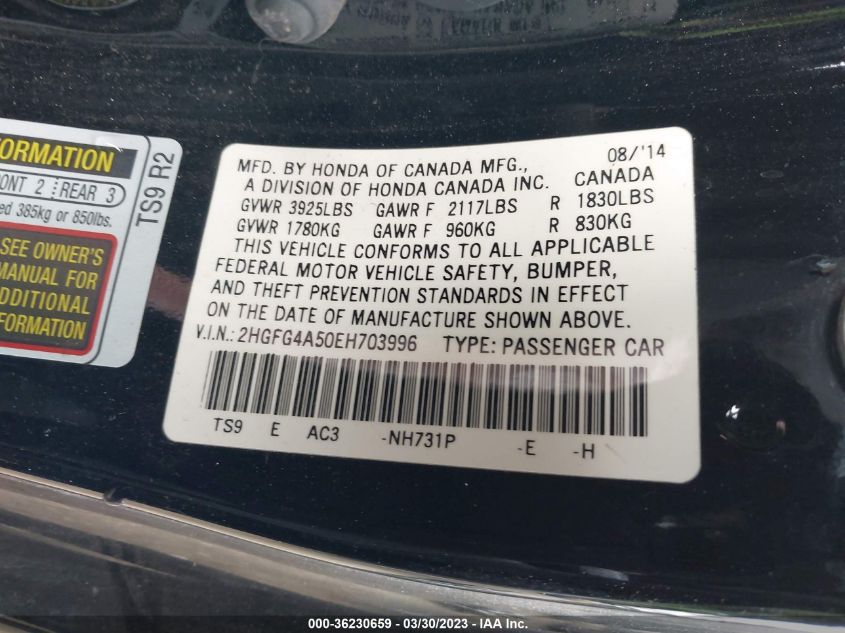 ORMATION
ONT 2 REAR 3
ed 385kg or 850lbs.
SEE OWNER'S
MANUAL FOR
ADDITIONAL
INFORMATION
TS9 R2
MFD. BY HONDA OF CANADA MFG., 08/'14
A DIVISION OF HONDA CANADA INC. CANADA
GVWR 3925LBS GAWR F 2117LBS R 1830LBS
GVWR 1780KG GAWR F 960KG R 830KG
THIS VEHICLE CONFORMS TO ALL APPLICABLE
FEDERAL MOTOR VEHICLE SAFETY, BUMPER,
AND THEFT PREVENTION STANDARDS IN EFFECT
ON THE DATE OF MANUFACTURE SHOWN ABOVE.
V.I.N.: 2HGFG4A50EH703996 TYPE: PASSENGER CAR
TS9 E AC3 -NH731P -E -H
000-36230659 - 03/30/2023 - IAA Inc.